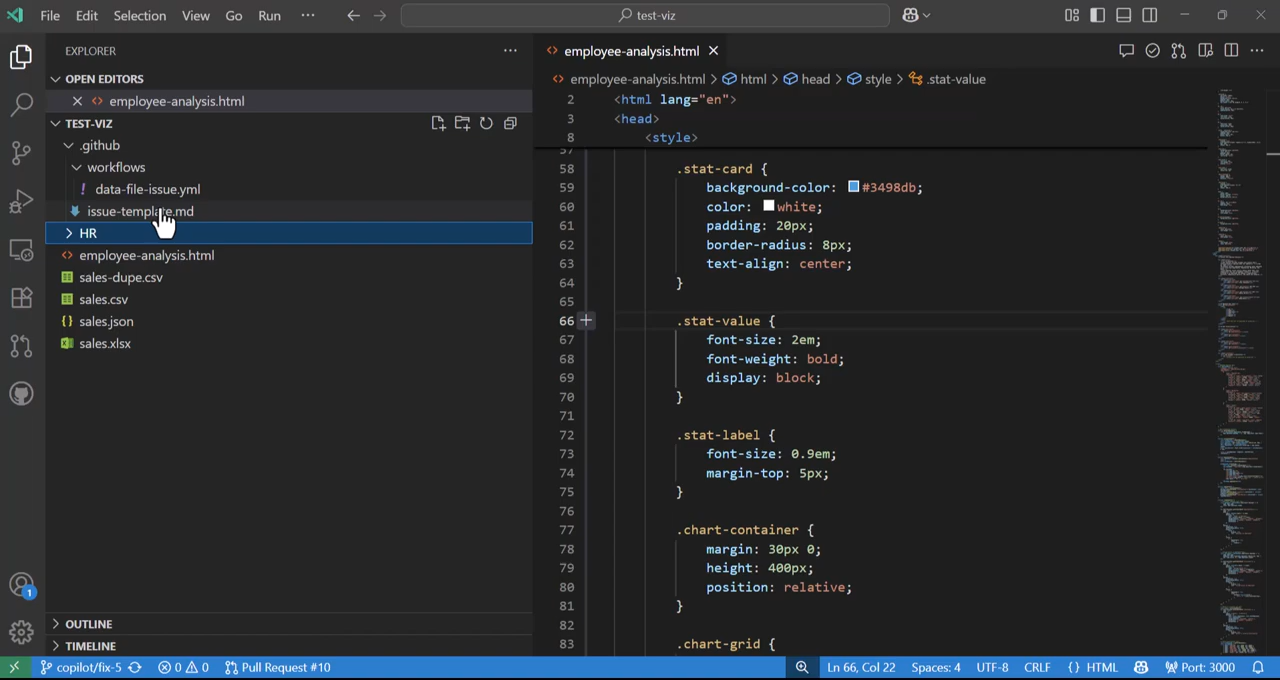 File Edit Selection View Go Run ··· test-viz
EXPLORER ···
OPEN EDITORS
employee-analysis.html
TEST-VIZ
.github
workflows
! data-file-issue.yml
issue-template.md
HR
employee-analysis.html
sales-dupe.csv
sales.csv
{} sales.json
sales.xlsx
OUTLINE
TIMELINE
employee-analysis.html
employee-analysis.html > html > head > style > .stat-value
2 <html lang="en">
3 <head>
8 <style>
58 .stat-card {
59 background-color: #3498db;
60 color: white;
61 padding: 20px;
62 border-radius: 8px;
63 text-align: center;
64 }
65
66 .stat-value {
67 font-size: 2em;
68 font-weight: bold;
69 display: block;
70 }
71
72 .stat-label {
73 font-size: 0.9em;
74 margin-top: 5px;
75 }
76
77 .chart-container {
78 margin: 30px 0;
79 height: 400px;
80 position: relative;
81 }
82
83 .chart-grid {
1
copilot/fix-5 0 0 Pull Request #10 Ln 66, Col 22 Spaces: 4 UTF-8 CRLF {} HTML Port: 3000